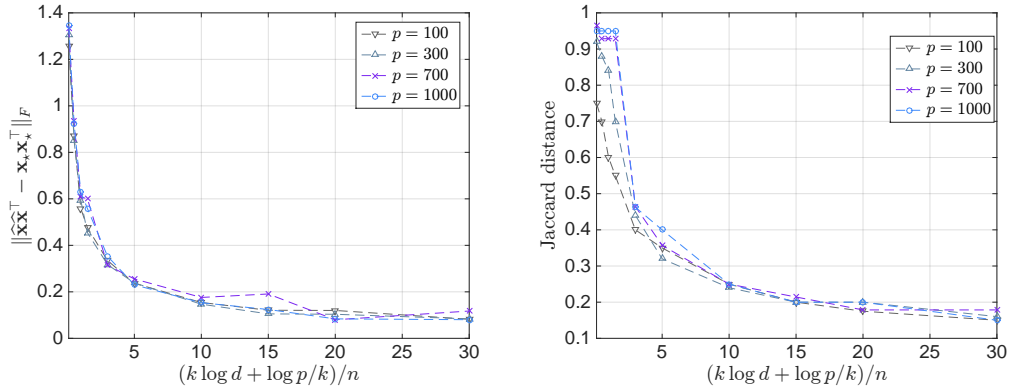 1.4
1.2
1
0.8
0.6
0.4
0.2
0
5 10 15 20 25 30
(k log d + log p/k)/n
||x̂x̂^⊤ − x⋆x⋆^⊤||_F
p = 100
p = 300
p = 700
p = 1000
1
0.9
0.8
0.7
0.6
0.5
0.4
0.3
0.2
0.1
5 10 15 20 25 30
(k log d + log p/k)/n
Jaccard distance
p = 100
p = 300
p = 700
p = 1000